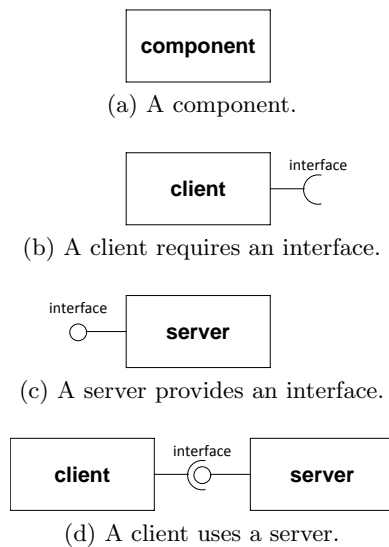 component
(a) A component.
interface
client
(b) A client requires an interface.
interface
server
(c) A server provides an interface.
client
interface
server
(d) A client uses a server.